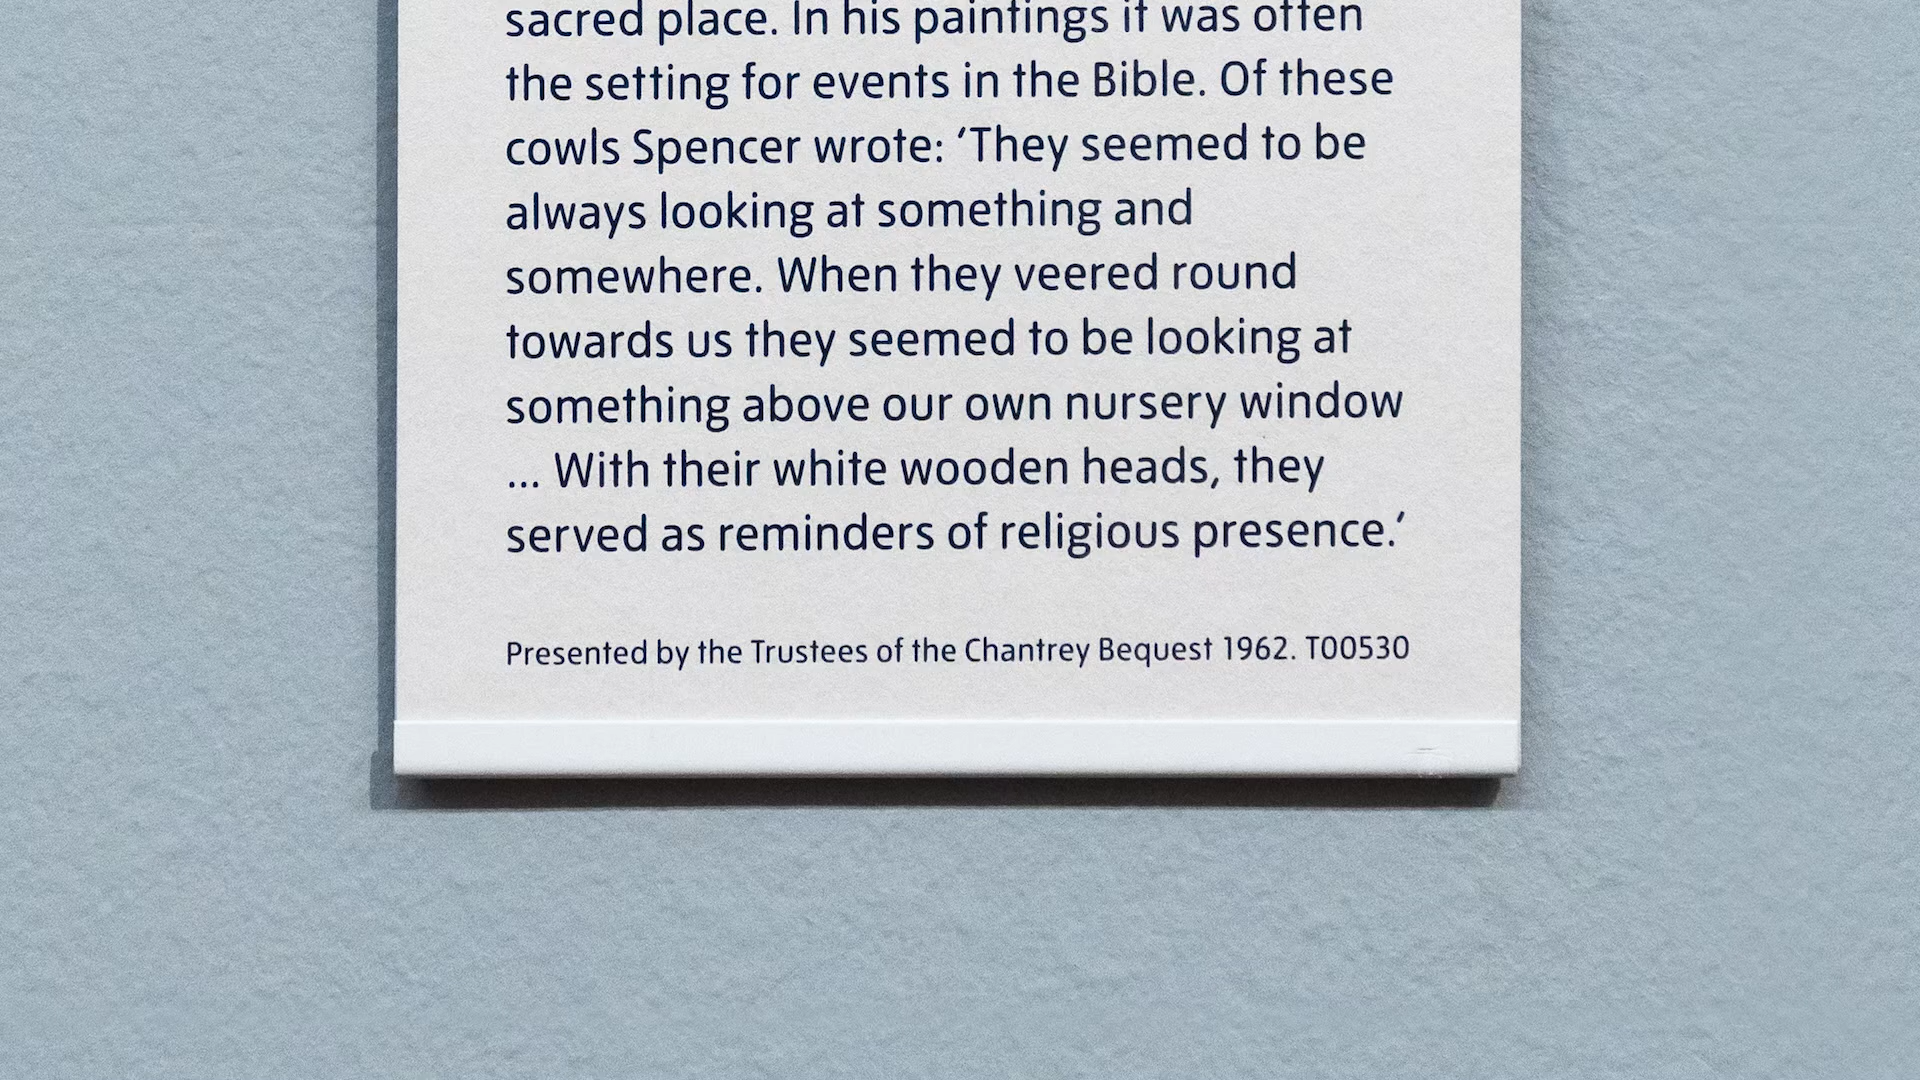 sacred place. In his paintings it was often
the setting for events in the Bible. Of these
cowls Spencer wrote: ‘They seemed to be
always looking at something and
somewhere. When they veered round
towards us they seemed to be looking at
something above our own nursery window
... With their white wooden heads, they
served as reminders of religious presence.’
Presented by the Trustees of the Chantrey Bequest 1962. T00530